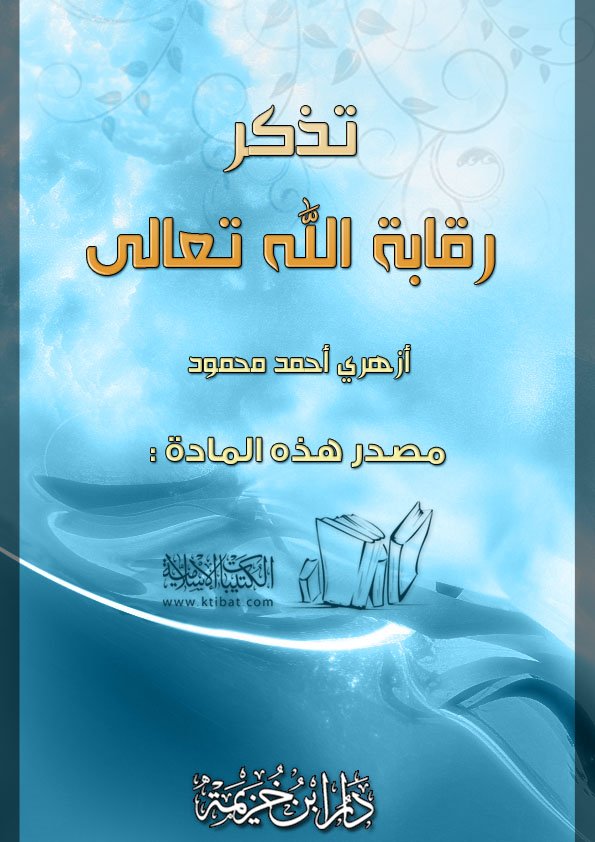 تذكر
رقابة الله تعالى
أزهري أحمد محمود
مصدر هذه المادة :
الكتيبات الإسلامية
www.ktibat.com
دار ابن خزيمة